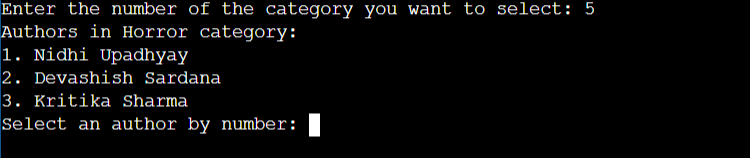 Enter the number of the category you want to select: 5
Authors in Horror category:
1. Nidhi Upadhyay
2. Devashish Sardana
3. Kritika Sharma
Select an author by number: